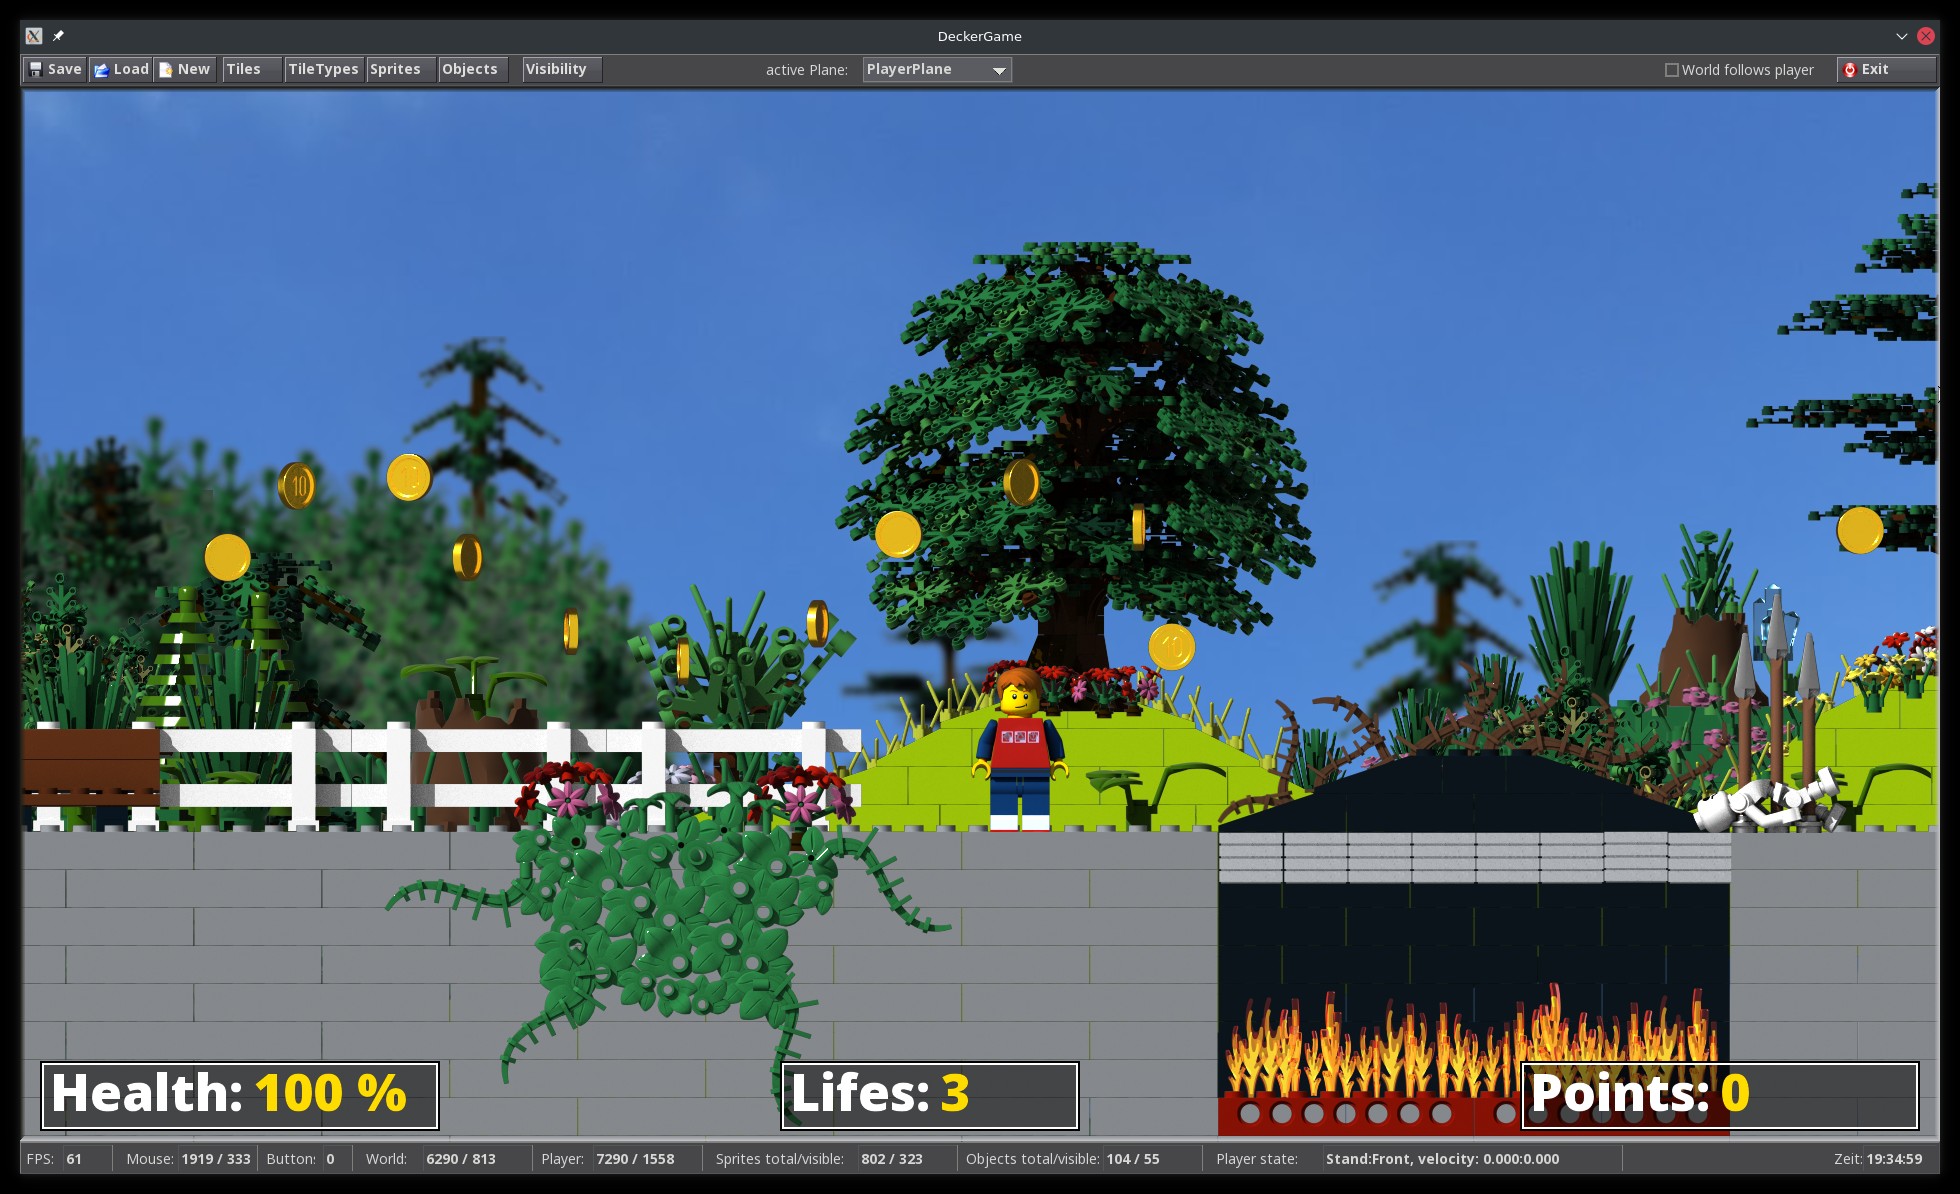 DeckerGame
Save Load New Tiles TileTypes Sprites Objects Visibility active Plane: PlayerPlane World follows player Exit
10
10
Health: 100 % Lifes: 3 Points: 0
FPS: 61 Mouse: 1919 / 333 Button: 0 World: 6290 / 813 Player: 7290 / 1558 Sprites total/visible: 802 / 323 Objects total/visible: 104 / 55 Player state: Stand:Front, velocity: 0.000:0.000 Zeit: 19:34:59